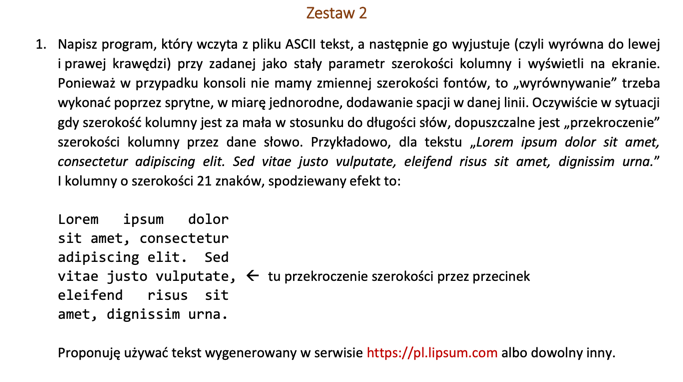 Zestaw 2
1. Napisz program, który wczyta z pliku ASCII tekst, a następnie go wyjustuje (czyli wyrówna do lewej
i prawej krawędzi) przy zadanej jako stały parametr szerokości kolumny i wyświetli na ekranie.
Ponieważ w przypadku konsoli nie mamy zmiennej szerokości fontów, to „wyrównywanie” trzeba
wykonać poprzez sprytne, w miarę jednorodne, dodawanie spacji w danej linii. Oczywiście w sytuacji
gdy szerokość kolumny jest za mała w stosunku do długości słów, dopuszczalne jest „przekroczenie”
szerokości kolumny przez dane słowo. Przykładowo, dla tekstu „Lorem ipsum dolor sit amet,
consectetur adipiscing elit. Sed vitae justo vulputate, eleifend risus sit amet, dignissim urna.”
I kolumny o szerokości 21 znaków, spodziewany efekt to:
Lorem   ipsum   dolor
sit amet, consectetur
adipiscing elit.  Sed
vitae justo vulputate, ← tu przekroczenie szerokości przez przecinek
eleifend   risus  sit
amet, dignissim urna.
Proponuję używać tekst wygenerowany w serwisie https://pl.lipsum.com albo dowolny inny.